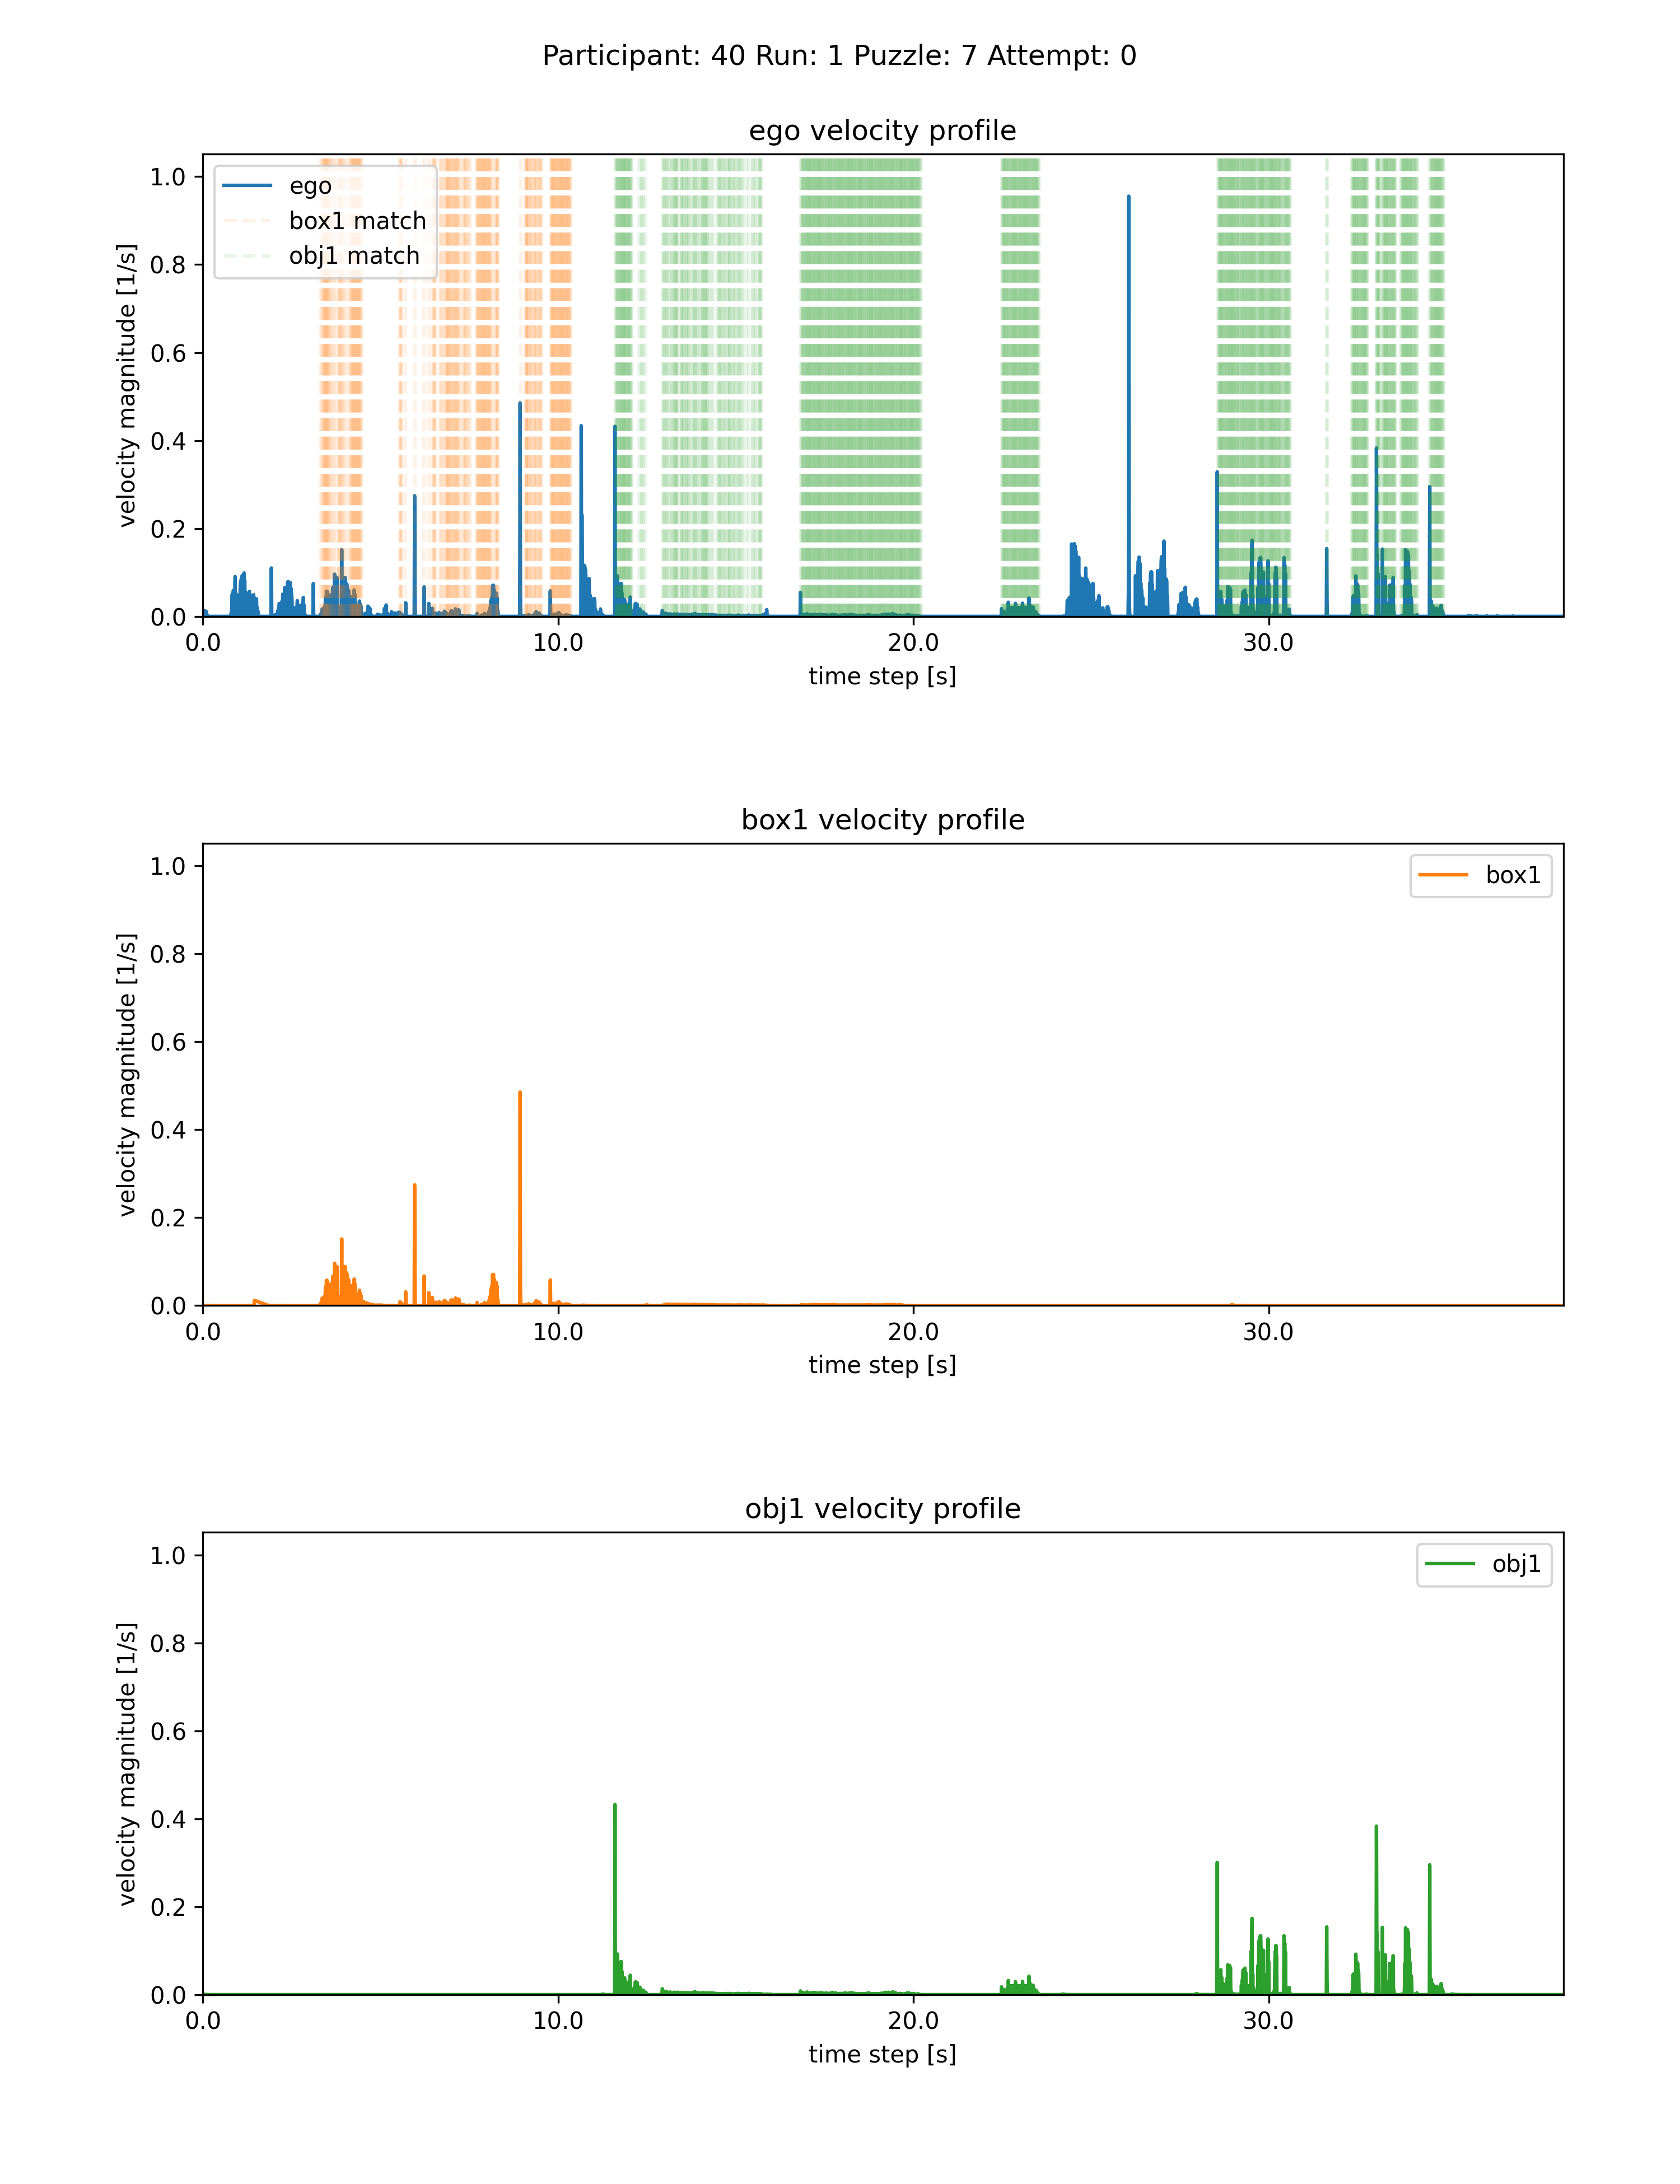 Participant: 40 Run: 1 Puzzle: 7 Attempt: 0
ego velocity profile
velocity magnitude [1/s]
1.0
0.8
0.6
0.4
0.2
0.0
ego
box1 match
obj1 match
0.0 10.0 20.0 30.0
time step [s]
box1 velocity profile
velocity magnitude [1/s]
1.0
0.8
0.6
0.4
0.2
0.0
box1
0.0 10.0 20.0 30.0
time step [s]
obj1 velocity profile
velocity magnitude [1/s]
1.0
0.8
0.6
0.4
0.2
0.0
obj1
0.0 10.0 20.0 30.0
time step [s]